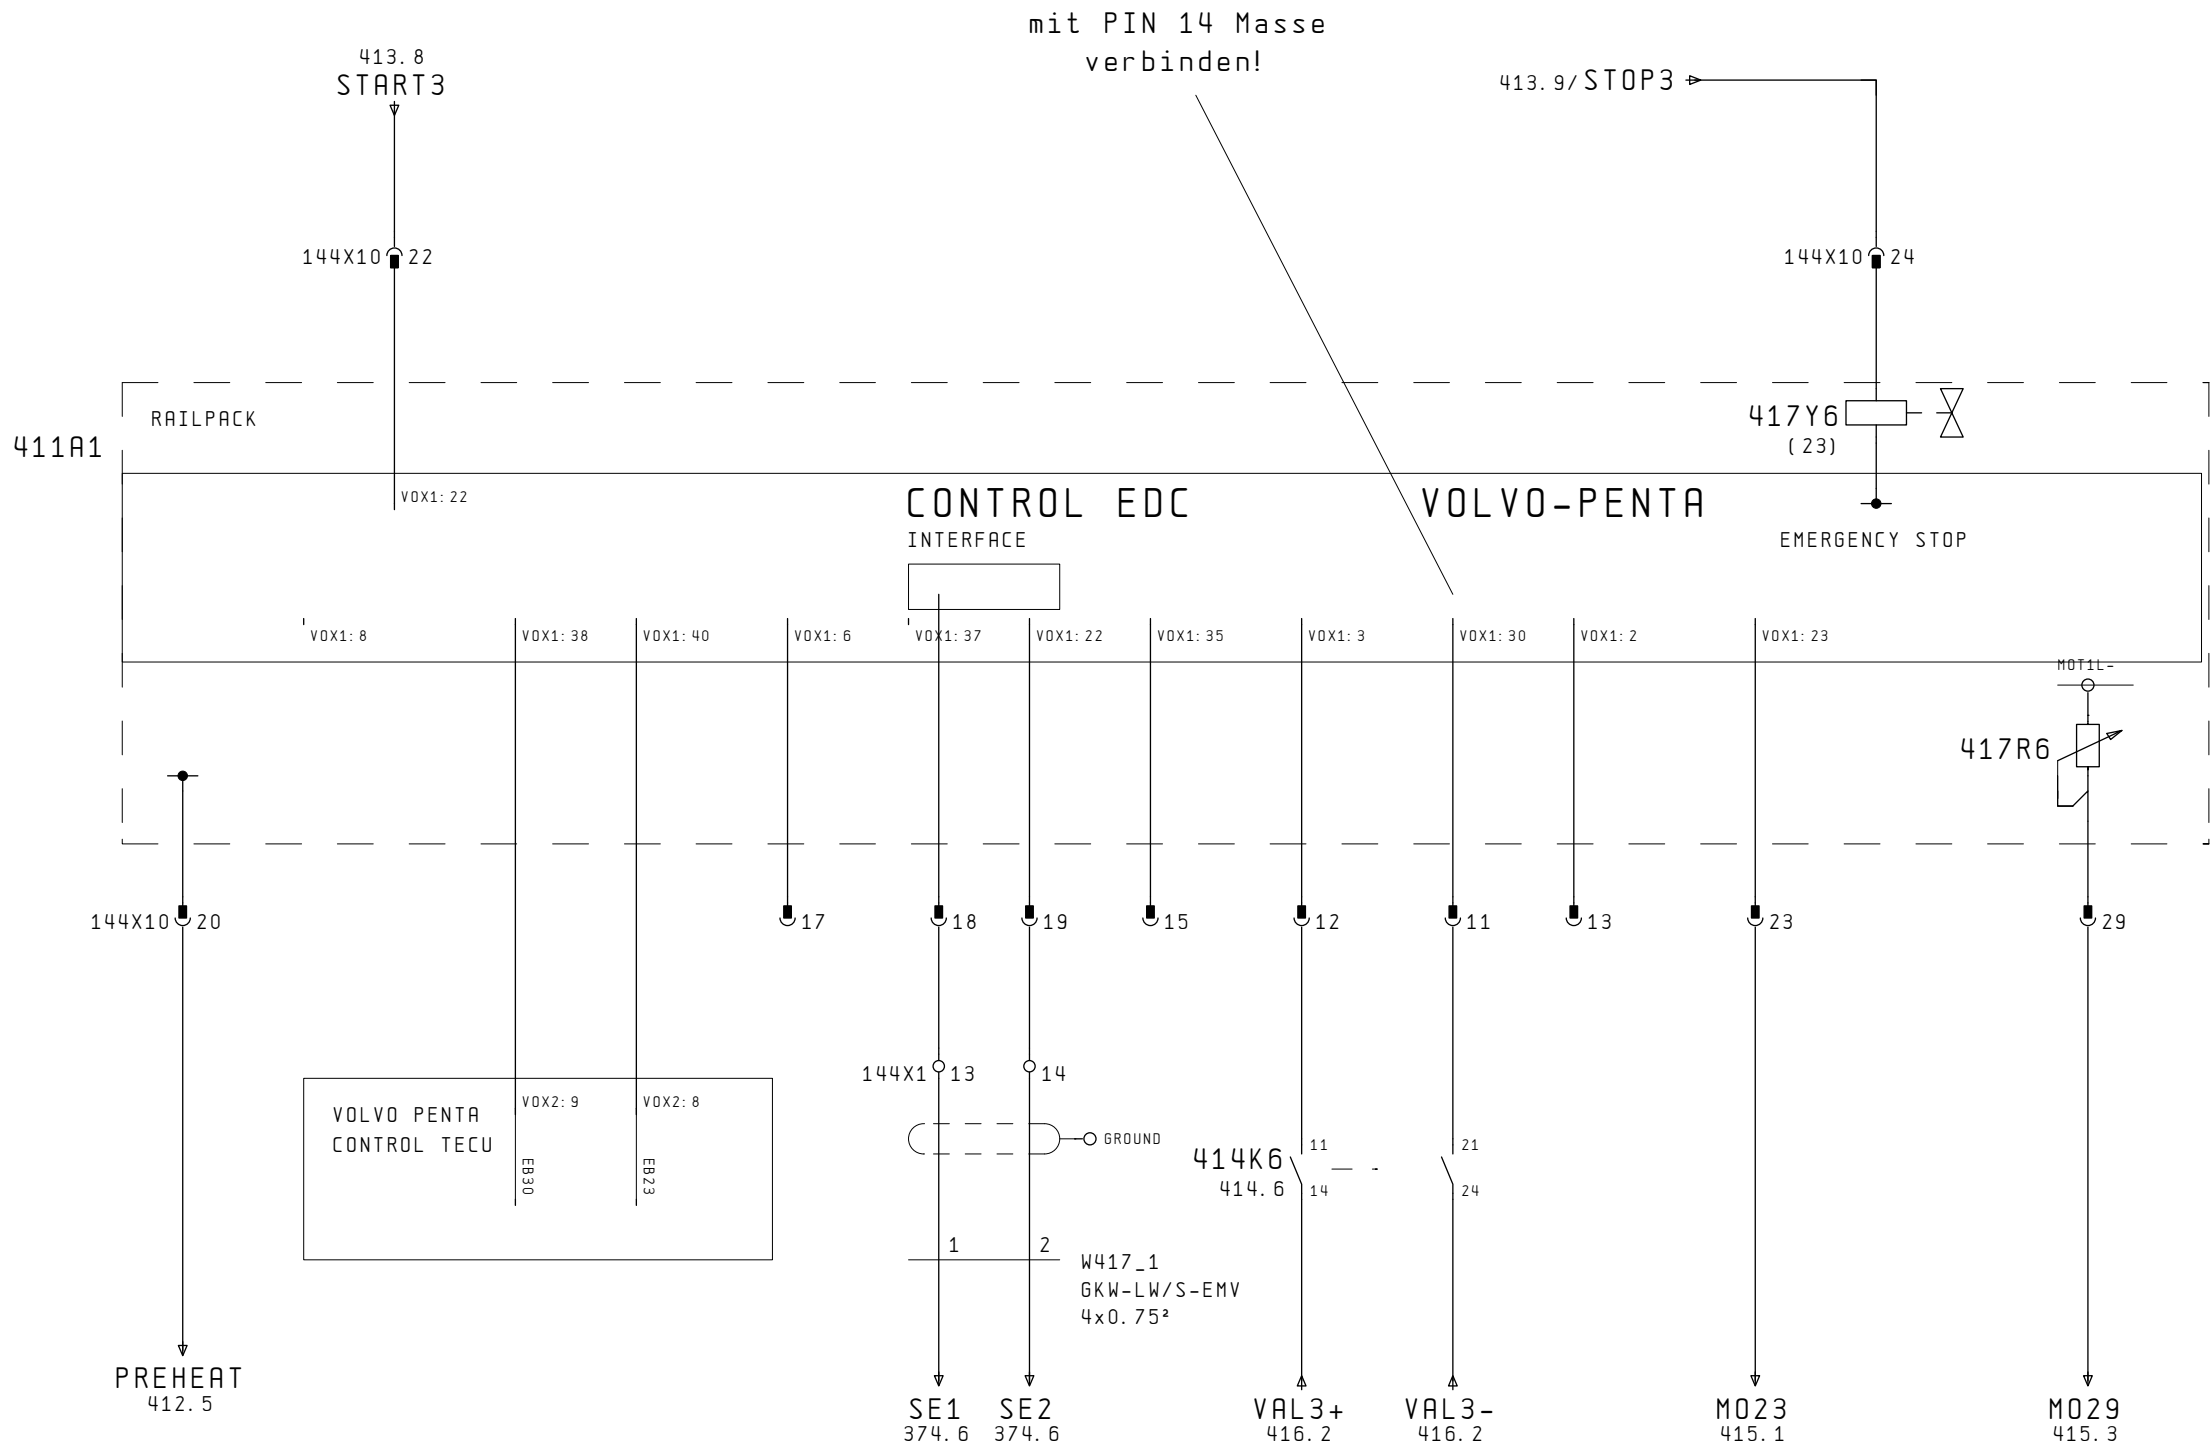 mit PIN 14 Masse
verbinden!
413.8
START3
413.9/STOP3
144X10 22
144X10 24
RAILPACK
411A1
417Y6
(23)
VOX1:22
CONTROL EDC
VOLVO-PENTA
INTERFACE
EMERGENCY STOP
VOX1:8
VOX1:38
VOX1:40
VOX1:6
VOX1:37
VOX1:22
VOX1:35
VOX1:3
VOX1:30
VOX1:2
VOX1:23
MOT1L-
417R6
144X10 20
17
18
19
15
12
11
13
23
29
144X1 13
14
VOX2:9
VOX2:8
VOLVO PENTA
CONTROL TECU
EB30
EB23
GROUND
414K6
414.6
11
14
21
24
1
2
W417_1
GKW-LW/S-EMV
4x0.75²
PREHEAT
412.5
SE1
374.6
SE2
374.6
VAL3+
416.2
VAL3-
416.2
MO23
415.1
MO29
415.3